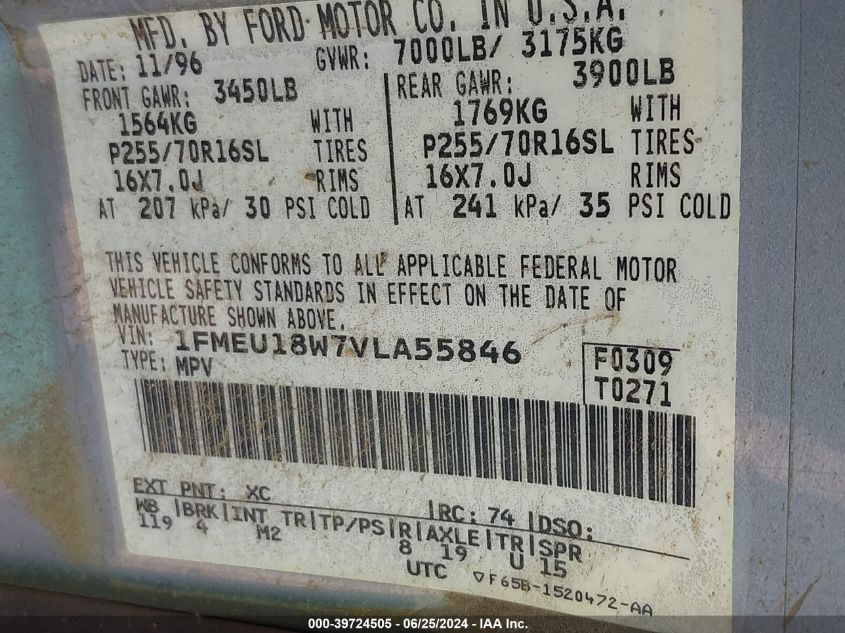 MFD. BY FORD MOTOR CO. IN U.S.A.
DATE: 11/96 GVWR: 7000LB/ 3175KG
FRONT GAWR: 3450LB REAR GAWR: 3900LB
1564KG WITH 1769KG WITH
P255/70R16SL TIRES P255/70R16SL TIRES
16X7.0J RIMS 16X7.0J RIMS
AT 207 kPa/ 30 PSI COLD AT 241 kPa/ 35 PSI COLD
THIS VEHICLE CONFORMS TO ALL APPLICABLE FEDERAL MOTOR
VEHICLE SAFETY STANDARDS IN EFFECT ON THE DATE OF
MANUFACTURE SHOWN ABOVE.
VIN: 1FMEU18W7VLA55846 F0309
TYPE: MPV T0271
EXT PNT: XC RC: 74 DSO:
WB |BRK|INT TR|TP/PS|R|AXLE|TR|SPR
119 4 M2 8 19 U 15
UTC ▽F65B-1520472-AA
000-39724505 - 06/25/2024 - IAA Inc.